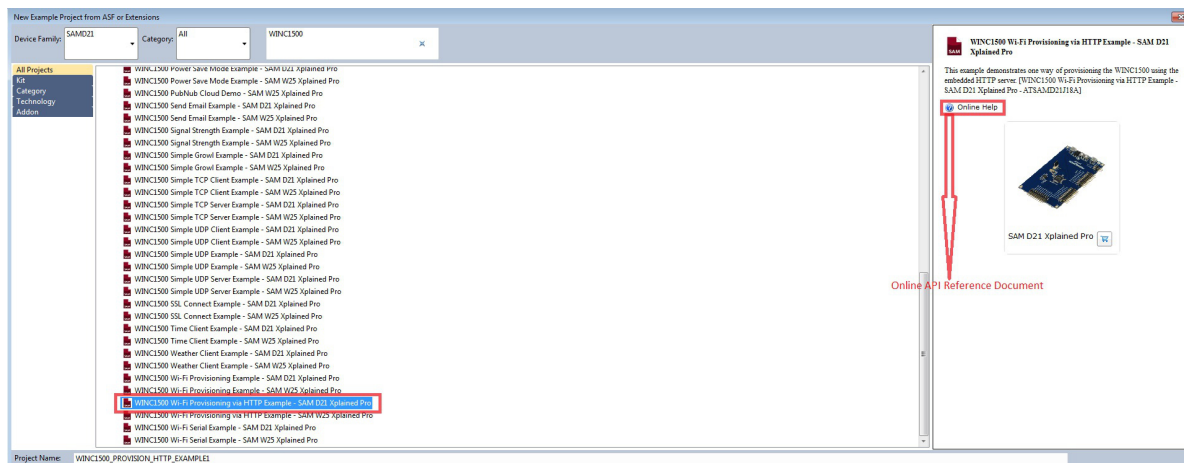 New Example Project from ASF or Extensions
Device Family:
SAMD21
Category:
All
WINC1500
All Projects
Kit
Category
Technology
Addon
WINC1500 Power Save Mode Example - SAM D21 Xplained Pro
WINC1500 Power Save Mode Example - SAM W25 Xplained Pro
WINC1500 PubNub Cloud Demo - SAM W25 Xplained Pro
WINC1500 Send Email Example - SAM D21 Xplained Pro
WINC1500 Send Email Example - SAM W25 Xplained Pro
WINC1500 Signal Strength Example - SAM D21 Xplained Pro
WINC1500 Signal Strength Example - SAM W25 Xplained Pro
WINC1500 Simple Growl Example - SAM D21 Xplained Pro
WINC1500 Simple Growl Example - SAM W25 Xplained Pro
WINC1500 Simple TCP Client Example - SAM D21 Xplained Pro
WINC1500 Simple TCP Client Example - SAM W25 Xplained Pro
WINC1500 Simple TCP Server Example - SAM D21 Xplained Pro
WINC1500 Simple TCP Server Example - SAM W25 Xplained Pro
WINC1500 Simple UDP Client Example - SAM D21 Xplained Pro
WINC1500 Simple UDP Client Example - SAM W25 Xplained Pro
WINC1500 Simple UDP Example - SAM D21 Xplained Pro
WINC1500 Simple UDP Example - SAM W25 Xplained Pro
WINC1500 Simple UDP Server Example - SAM D21 Xplained Pro
WINC1500 Simple UDP Server Example - SAM W25 Xplained Pro
WINC1500 SSL Connect Example - SAM D21 Xplained Pro
WINC1500 SSL Connect Example - SAM W25 Xplained Pro
WINC1500 Time Client Example - SAM D21 Xplained Pro
WINC1500 Time Client Example - SAM W25 Xplained Pro
WINC1500 Weather Client Example - SAM D21 Xplained Pro
WINC1500 Weather Client Example - SAM W25 Xplained Pro
WINC1500 Wi-Fi Provisioning Example - SAM D21 Xplained Pro
WINC1500 Wi-Fi Provisioning Example - SAM W25 Xplained Pro
WINC1500 Wi-Fi Provisioning via HTTP Example - SAM D21 Xplained Pro
WINC1500 Wi-Fi Provisioning via HTTP Example - SAM W25 Xplained Pro
WINC1500 Wi-Fi Serial Example - SAM D21 Xplained Pro
WINC1500 Wi-Fi Serial Example - SAM W25 Xplained Pro
SAM
WINC1500 Wi-Fi Provisioning via HTTP Example - SAM D21
Xplained Pro
This example demonstrates one way of provisioning the WINC1500 using the
embedded HTTP server. [WINC1500 Wi-Fi Provisioning via HTTP Example -
SAM D21 Xplained Pro - ATSAMD21J18A]
Online Help
SAM D21 Xplained Pro
Online API Reference Document
Project Name:
WINC1500_PROVISION_HTTP_EXAMPLE1